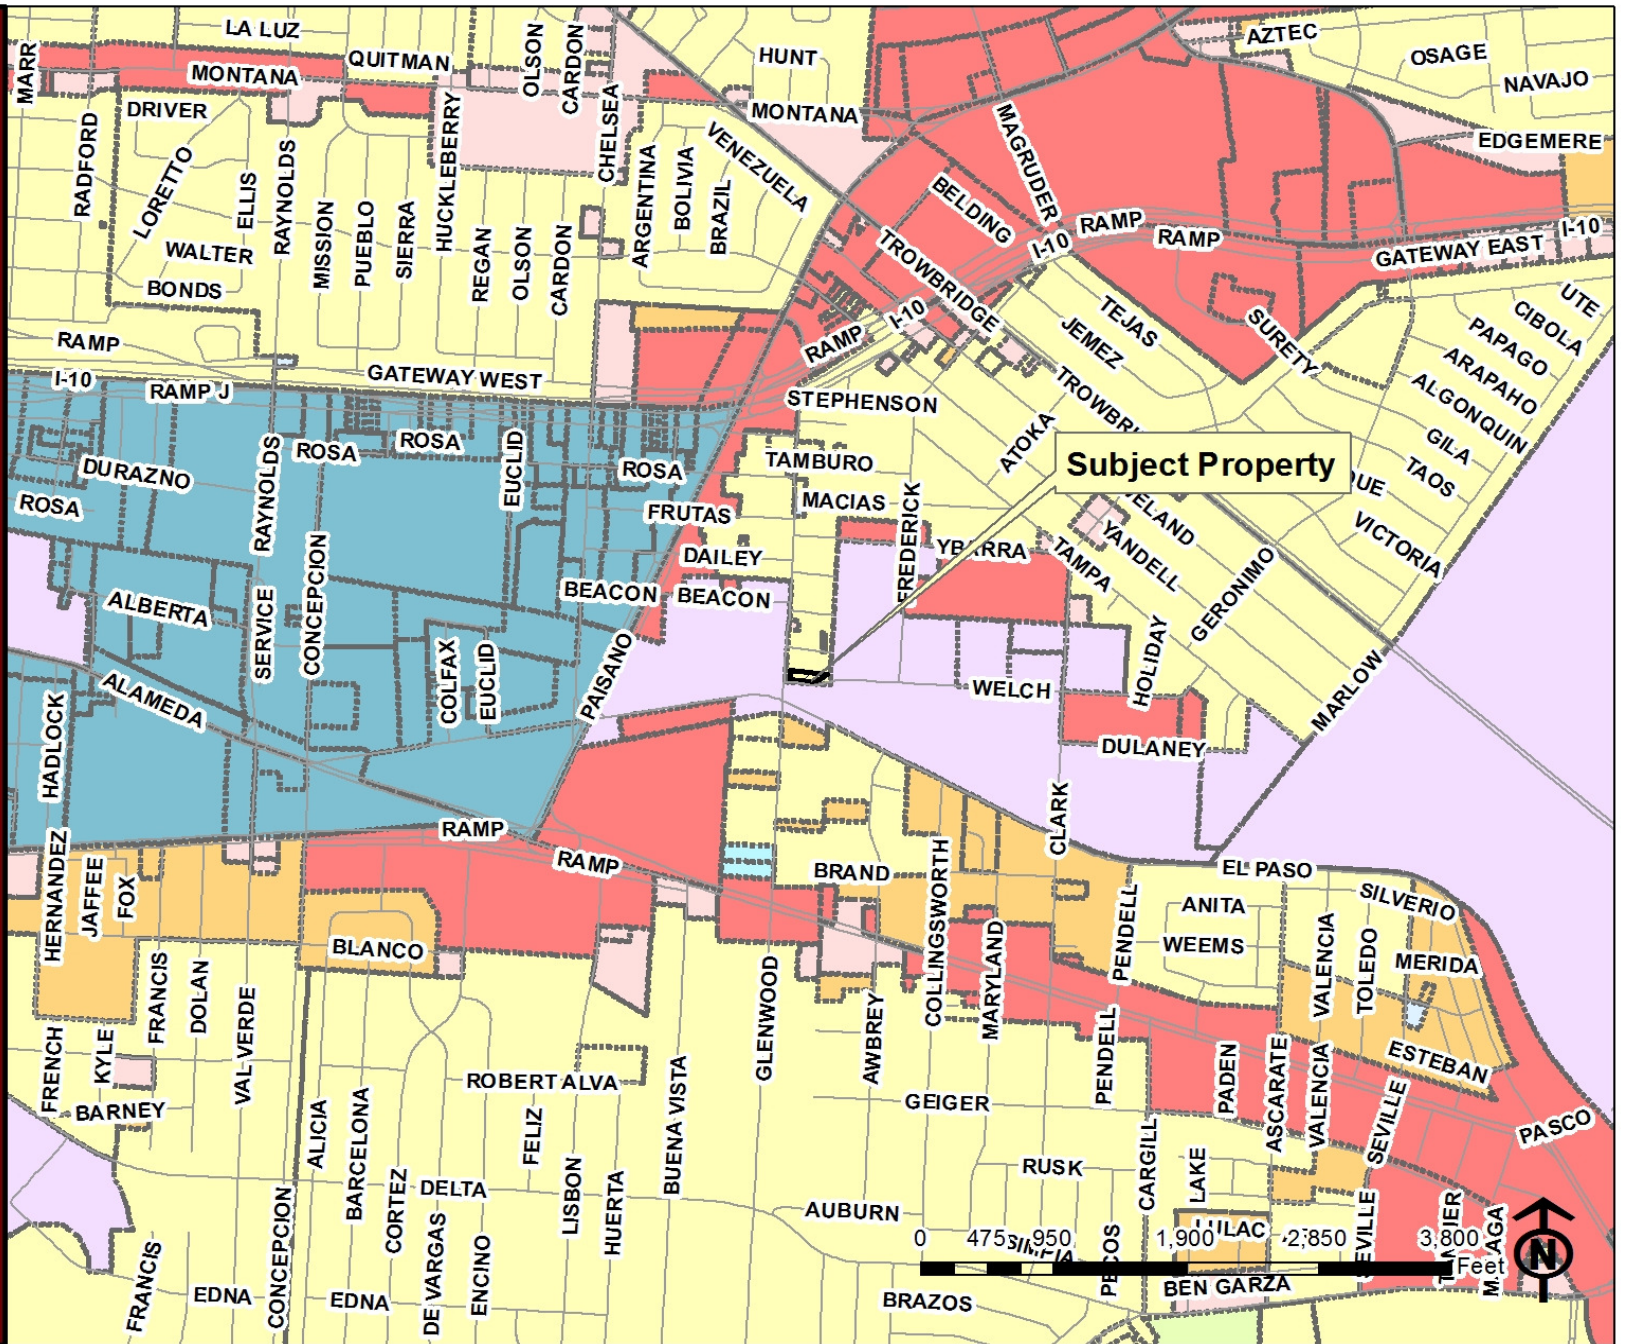 LA LUZ
OLSON
CARDON
HUNT
AZTEC
OSAGE
MARR
MONTANA
QUITMAN
NAVAJO
DRIVER
MONTANA
MAGRUDER
EDGEMERE
RADFORD
LORETTO
ELLIS
RAYNOLDS
HUCKLEBERRY
CHELSEA
VENEZUELA
MISSION
PUEBLO
SIERRA
ARGENTINA
BOLIVIA
BRAZIL
BELDING
RAMP
RAMP
I-10
WALTER
REGAN
OLSON
CARDON
TROWBRIDGE
I-10
GATEWAY EAST
BONDS
I-10
TEJAS
UTE
CIBOLA
RAMP
RAMP
JEMEZ
SURETY
PAPAGO
ARAPAHO
I-10
RAMP J
GATEWAY WEST
STEPHENSON
TROWBRI
ALGONQUIN
ROSA
ROSA
EUCLID
ATOKA
GILA
Subject Property
DURAZNO
RAYNOLDS
ROSA
TAMBURO
TAOS
ROSA
FRUTAS
MACIAS
FREDERICK
ELAND
QUE
VICTORIA
DAILEY
YBARRA
TAMPA
YANDELL
ALBERTA
SERVICE
CONCEPCION
BEACON
BEACON
GERONIMO
COLFAX
EUCLID
PAISANO
HOLIDAY
ALAMEDA
WELCH
MARLOW
HADLOCK
DULANEY
CLARK
RAMP
RAMP
BRAND
EL PASO
HERNANDEZ
JAFFEE
FOX
COLLINGSWORTH
PENDELL
ANITA
SILVERIO
BLANCO
MARYLAND
WEEMS
VALENCIA
TOLEDO
MERIDA
FRANCIS
DOLAN
VALVERDE
GLENWOOD
AWBREY
FRENCH
KYLE
ROBERT ALVA
BUENA VISTA
PENDELL
PADEN
ASCARATE
VALENCIA
ESTEBAN
BARNEY
ALICIA
BARCELONA
FELIZ
GEIGER
SEVILLE
PASCO
CORTEZ
DELTA
LISBON
HUERTA
RUSK
CARGILL
LAKE
CONCEPCION
DE VARGAS
ENCINO
AUBURN
PECOS
LULAC
SEVILLE
0 475 950 1,900 2,850 3,800
Feet
N
FRANCIS
EDNA
EDNA
BRAZOS
BEN GARZA